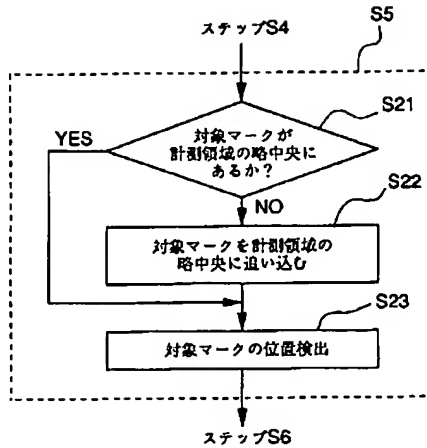 ステップS4
S5
S21
対象マークが
計測領域の略中央に
あるか？
YES
NO
S22
対象マークを計測領域の
略中央に追い込む
S23
対象マークの位置検出
ステップS6